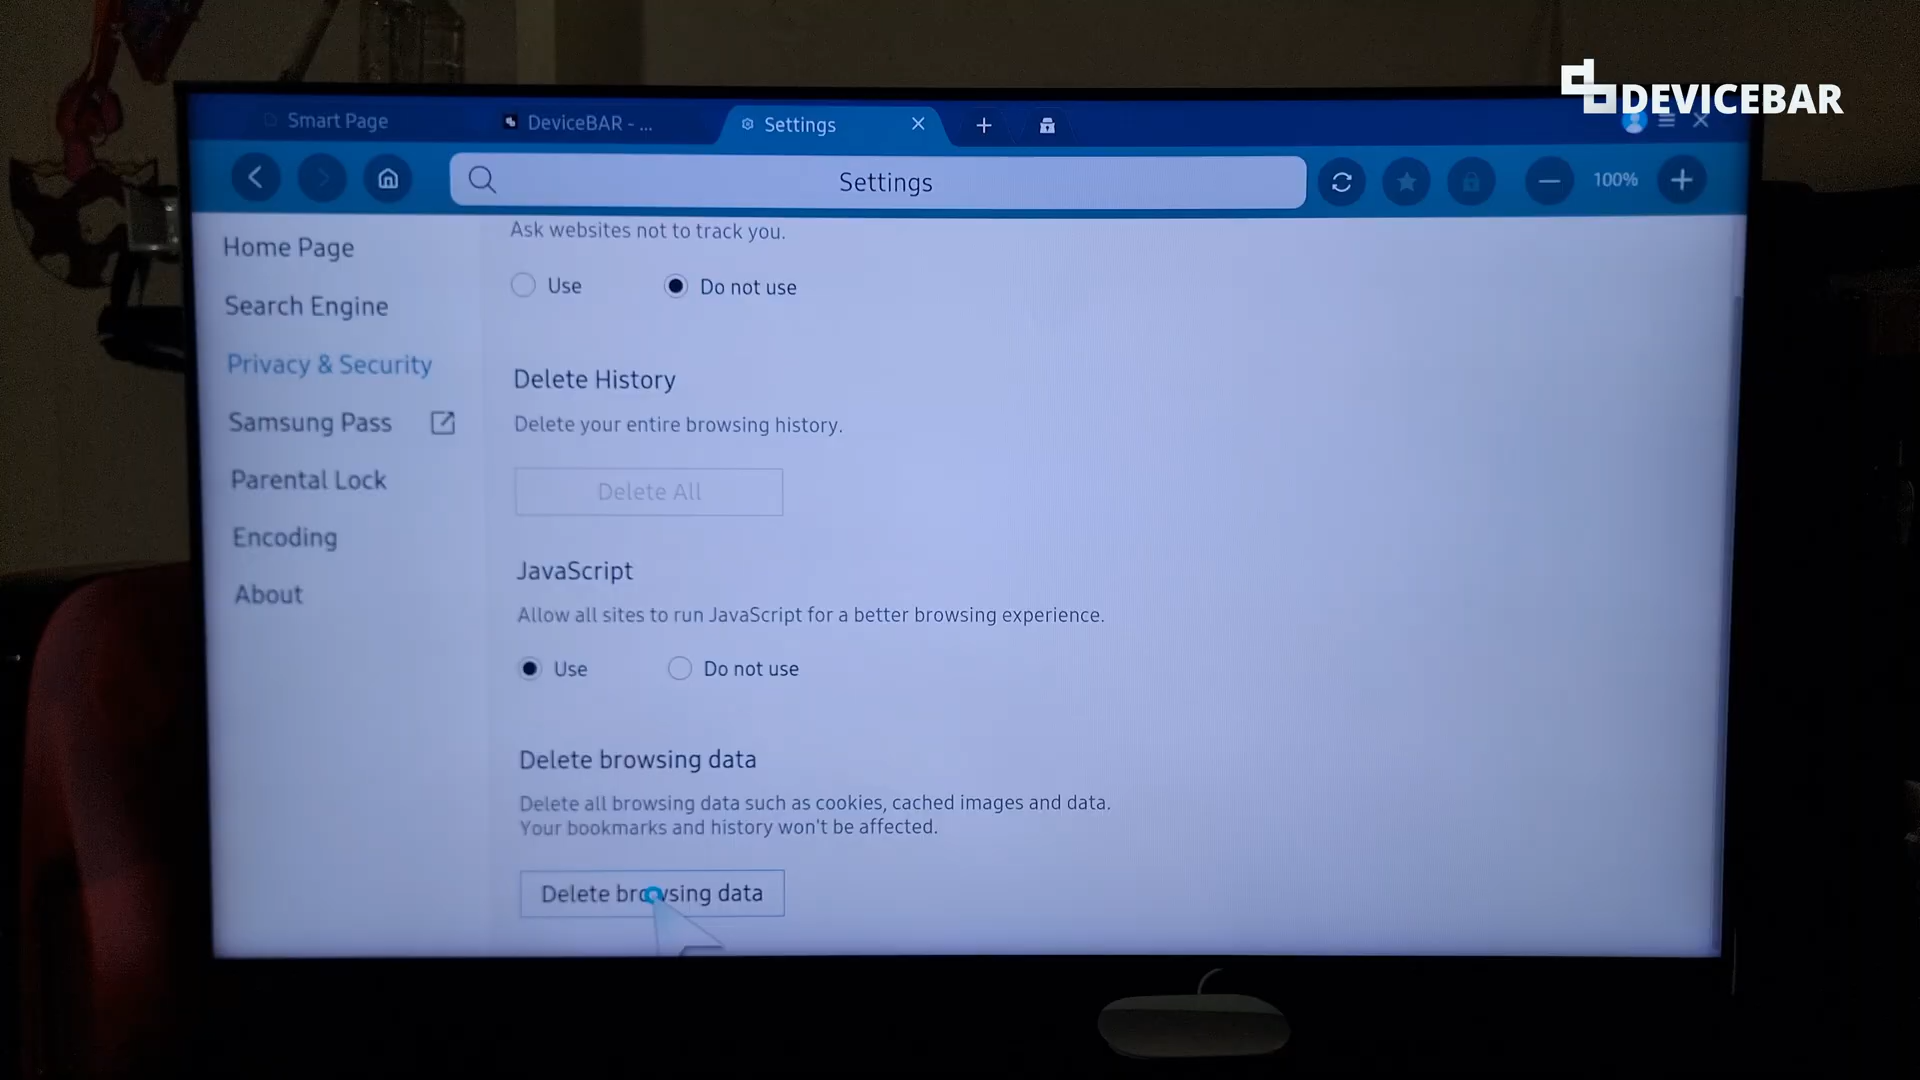 DEVICEBAR
Smart Page
DeviceBAR - ...
Settings
Settings
100%
Home Page
Search Engine
Privacy & Security
Samsung Pass
Parental Lock
Encoding
About
Ask websites not to track you.
Use
Do not use
Delete History
Delete your entire browsing history.
Delete All
JavaScript
Allow all sites to run JavaScript for a better browsing experience.
Use
Do not use
Delete browsing data
Delete all browsing data such as cookies, cached images and data.
Your bookmarks and history won't be affected.
Delete browsing data